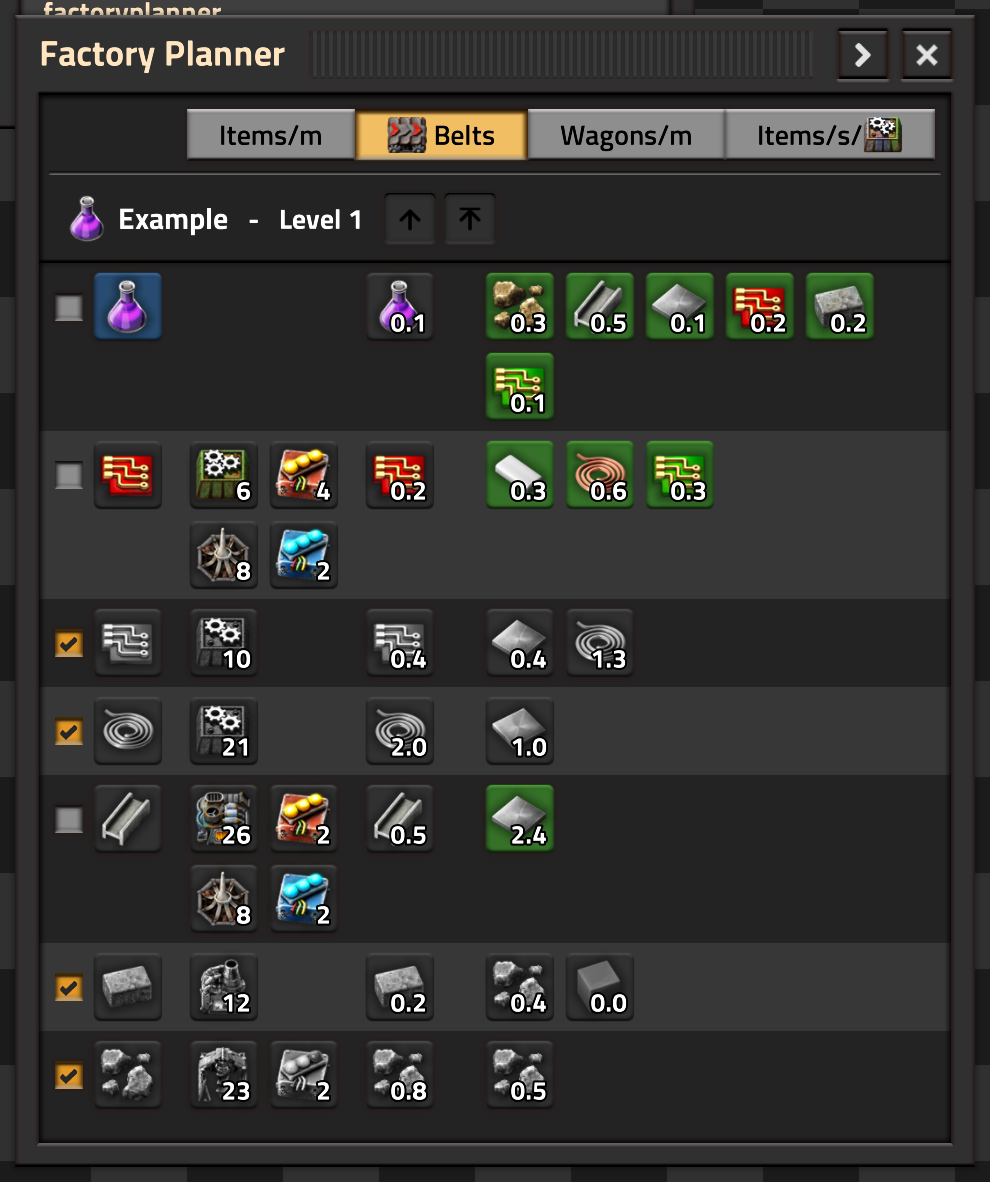 factoryplanner
Factory Planner
Items/m Belts Wagons/m Items/s/
Example - Level 1
0.1 0.3 0.5 0.1 0.2 0.2
0.1
6 4 0.2 0.3 0.6 0.3
8 2
10 0.4 0.4 1.3
21 2.0 1.0
26 2 0.5 2.4
8 2
12 0.2 0.4 0.0
23 2 0.8 0.5